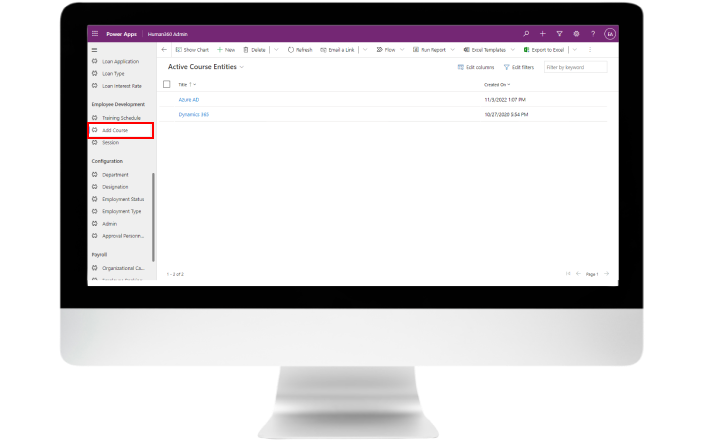 Power Apps Human360 Admin EA
Show Chart New Delete Refresh Email a Link Flow Run Report Excel Templates Export to Excel
Loan Application
Loan Type
Loan Interest Rate
Employee Development
Training Schedule
Add Course
Session
Configuration
Department
Designation
Employment Status
Employment Type
Admin
Approval Personn...
Payroll
Organisational Ca...
Active Course Entities
Edit columns Edit filters Filter by keyword
Title Created On
Azure AD 11/3/2022 1:07 PM
Dynamics 365 10/27/2020 5:54 PM
1 - 2 of 2 Page 1